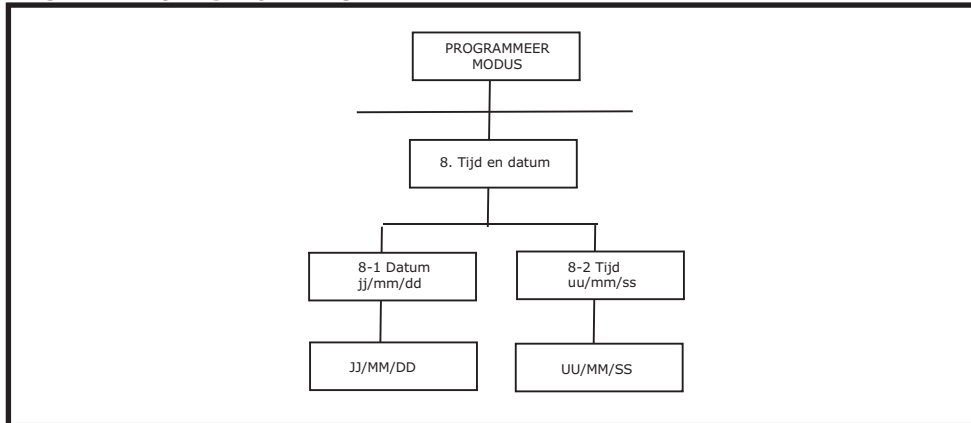 PROGRAMMEER
MODUS
8. Tijd en datum
8-1 Datum
jj/mm/dd
8-2 Tijd
uu/mm/ss
JJ/MM/DD
UU/MM/SS